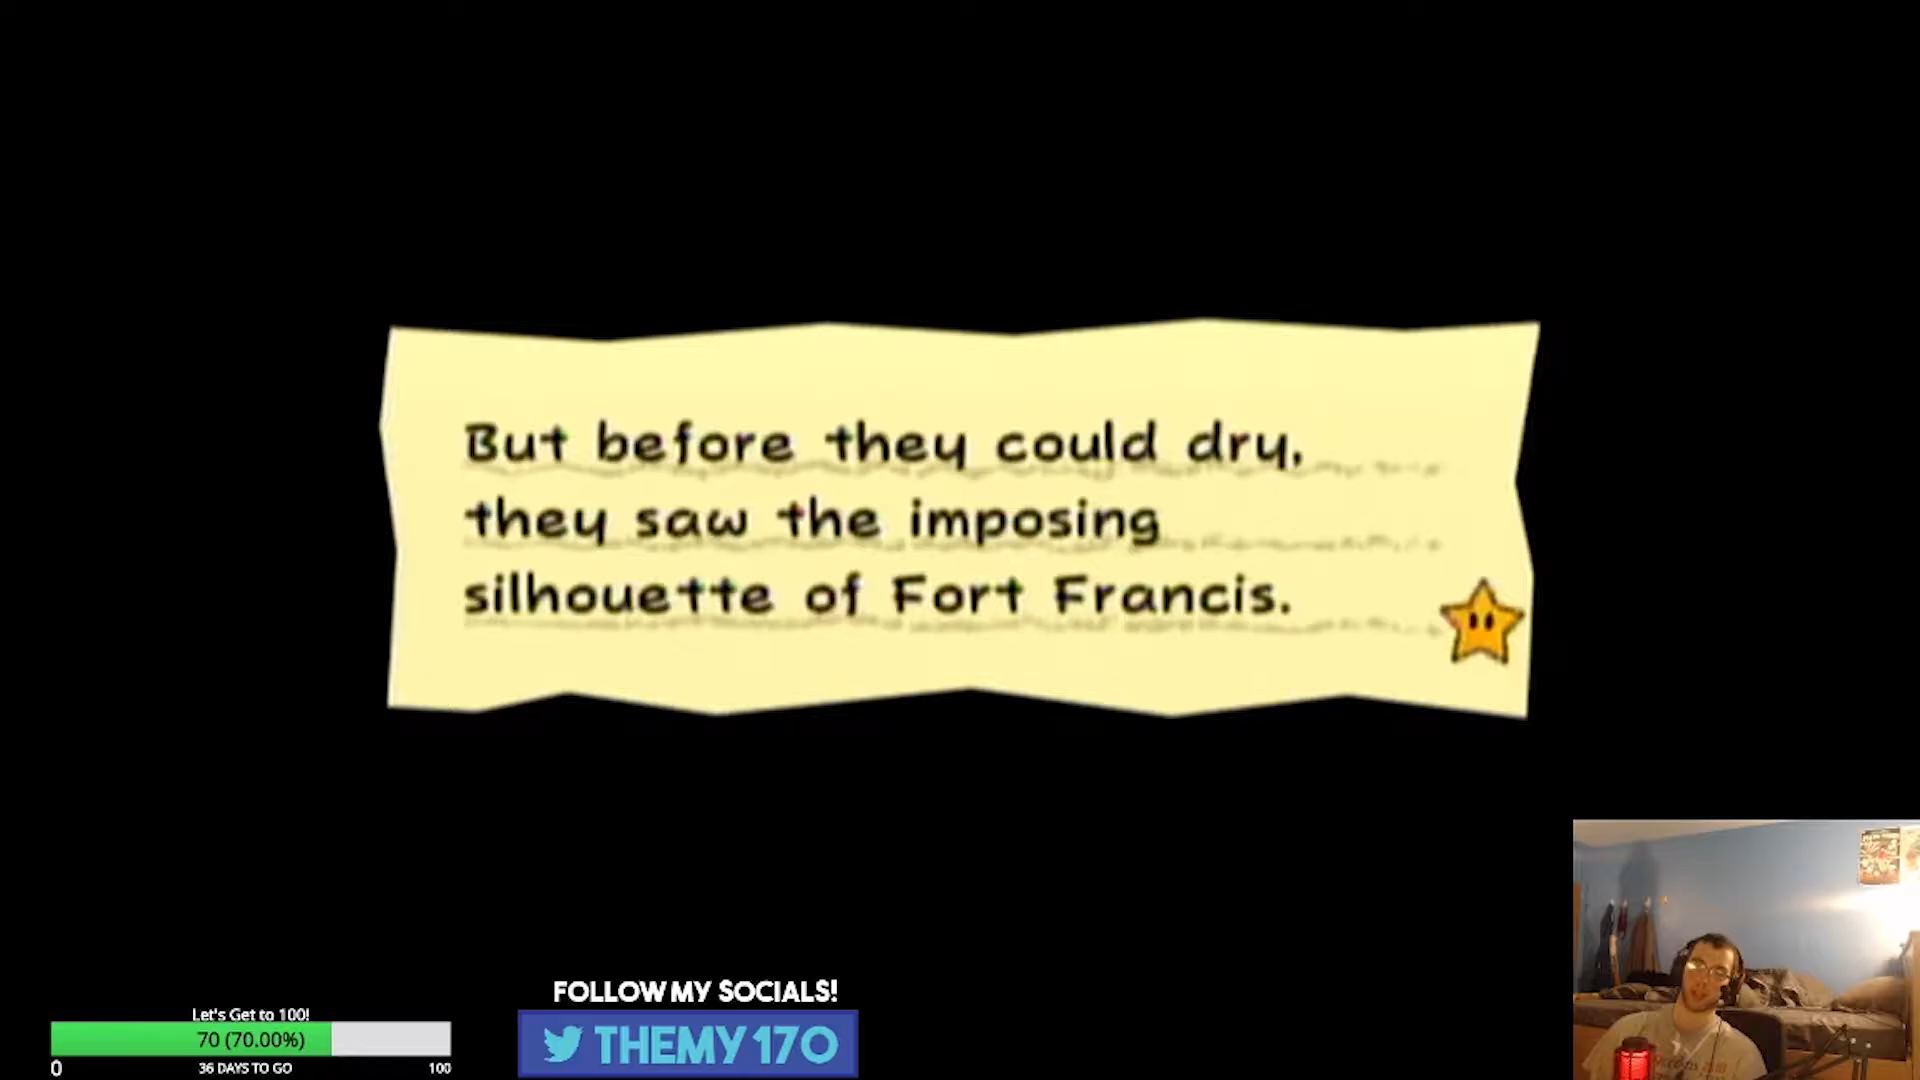 But before they could dry,
they saw the imposing
silhouette of Fort Francis.
FOLLOW MY SOCIALS!
THEMY170
Let's Get to 100!
70 (70.00%)
0
36 DAYS TO GO
100